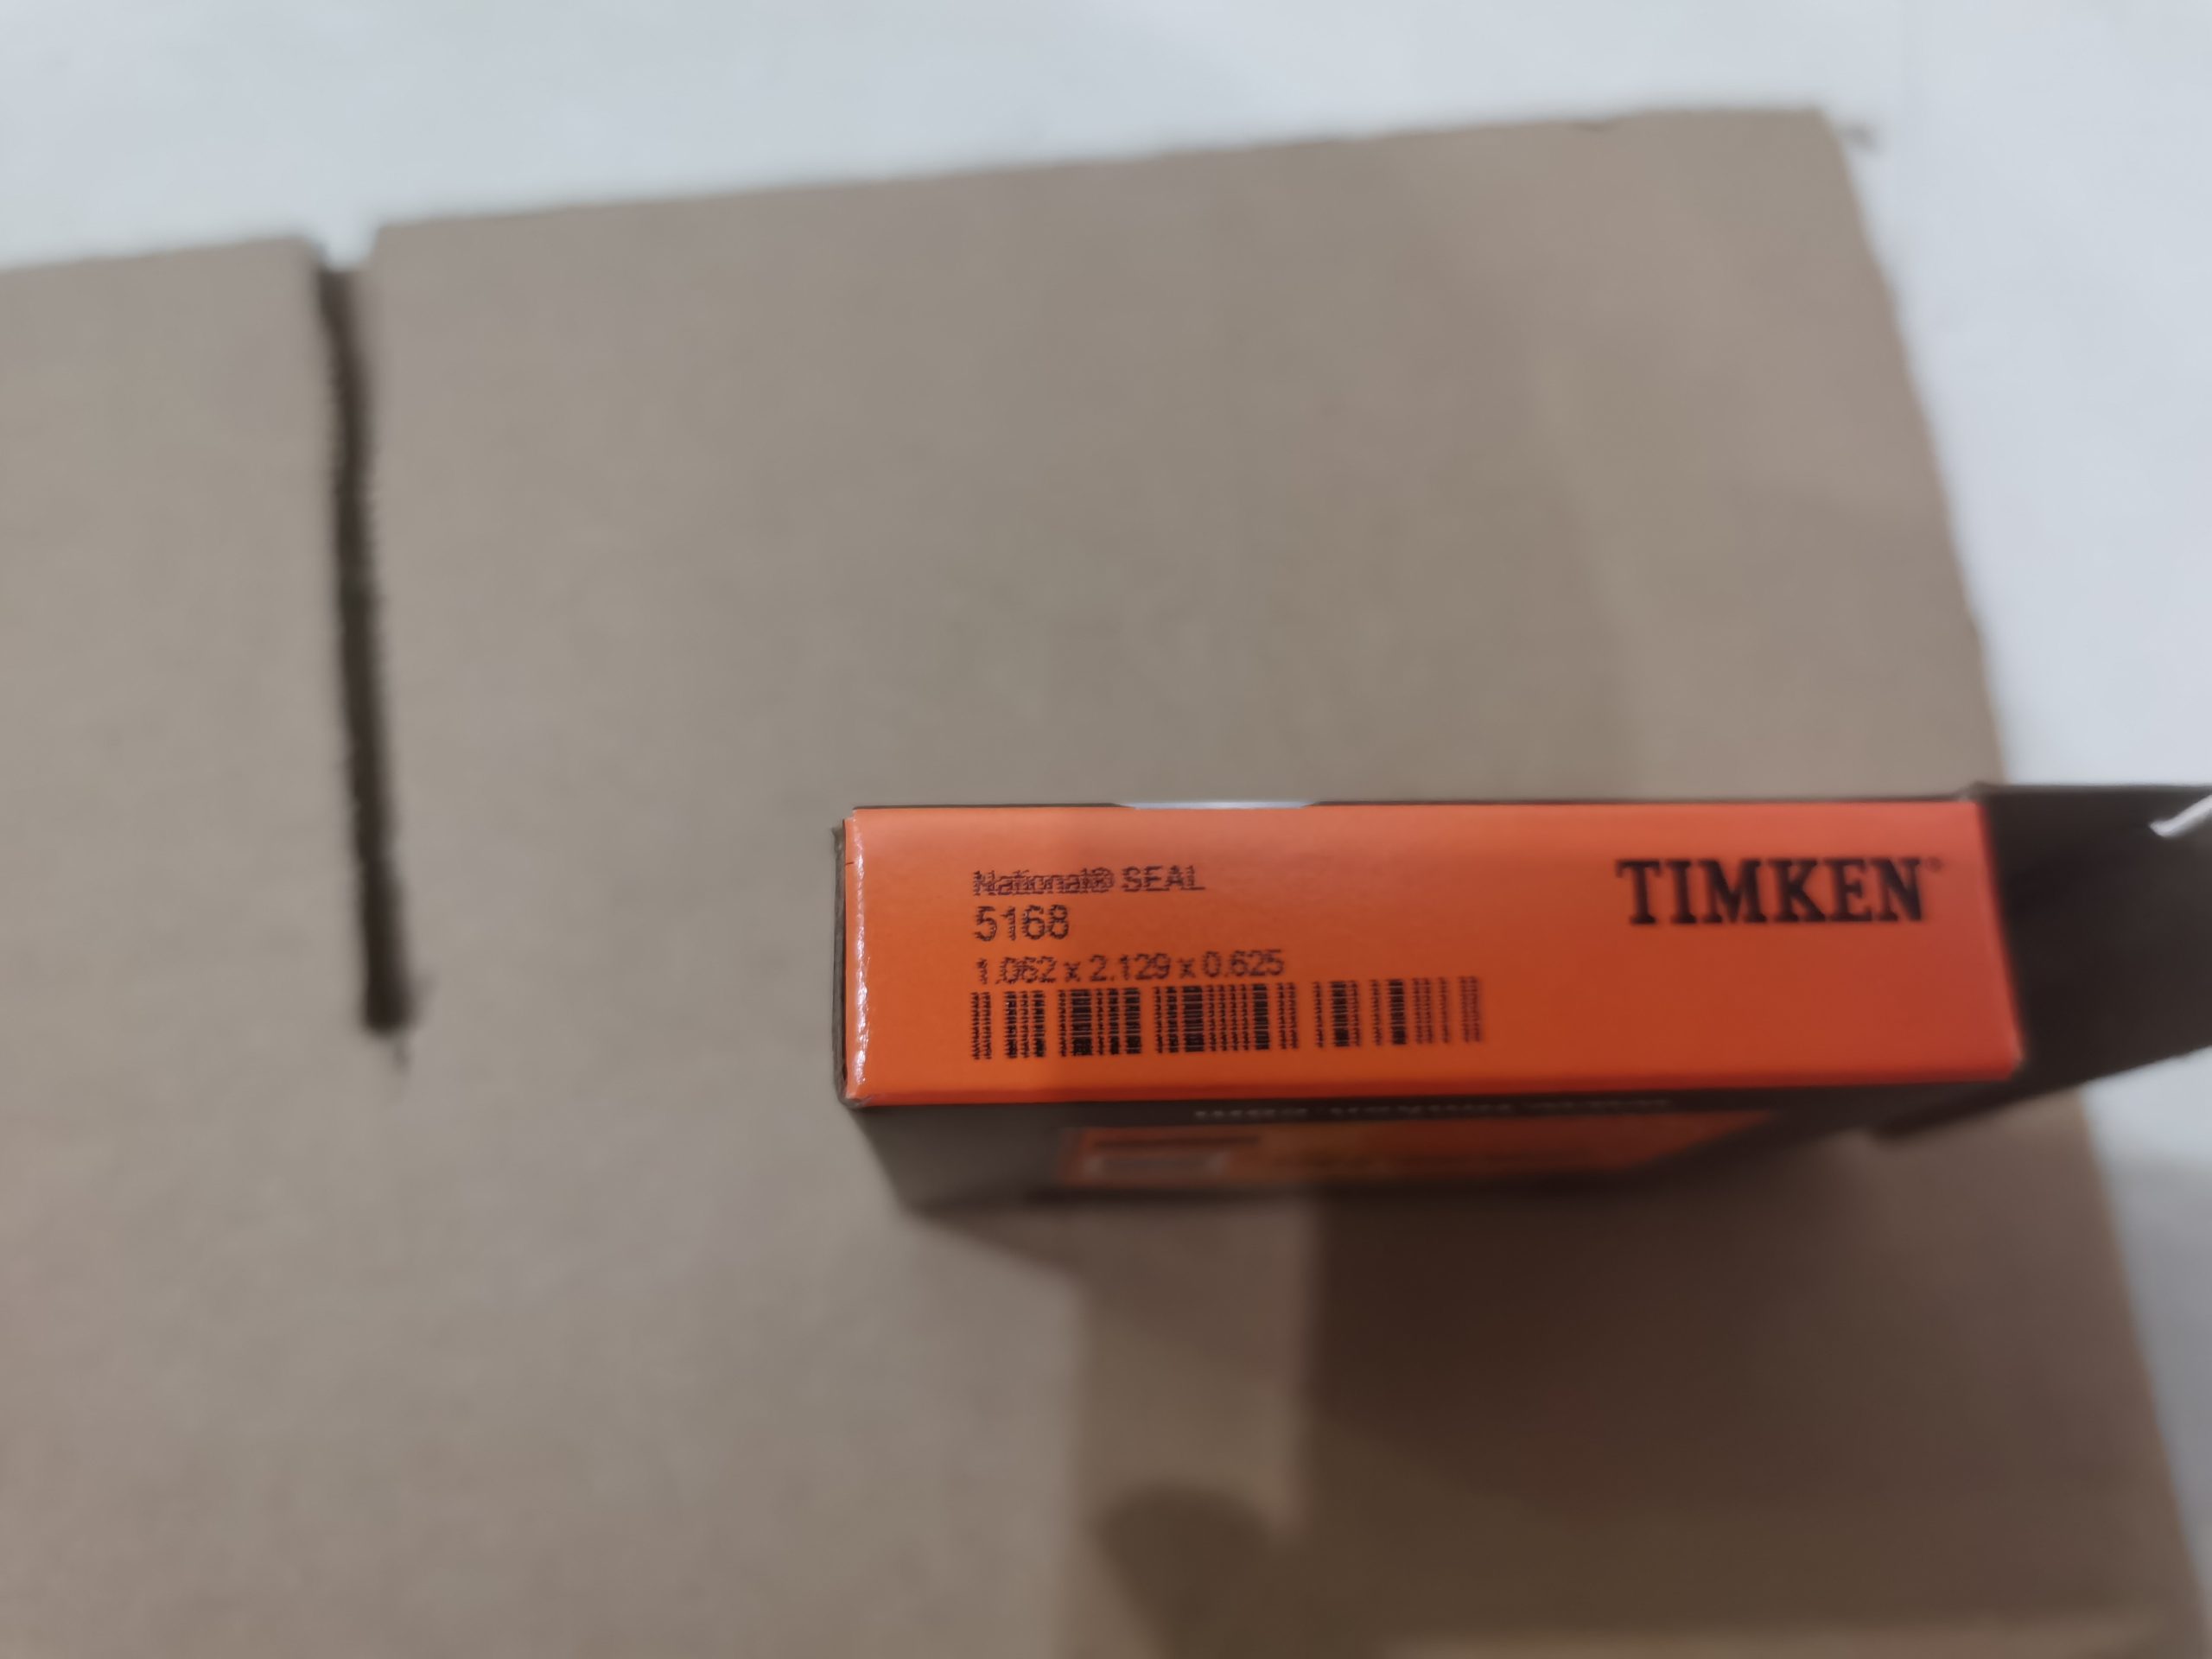 National® SEAL
5168
1.062 x 2.129 x 0.625
TIMKEN®